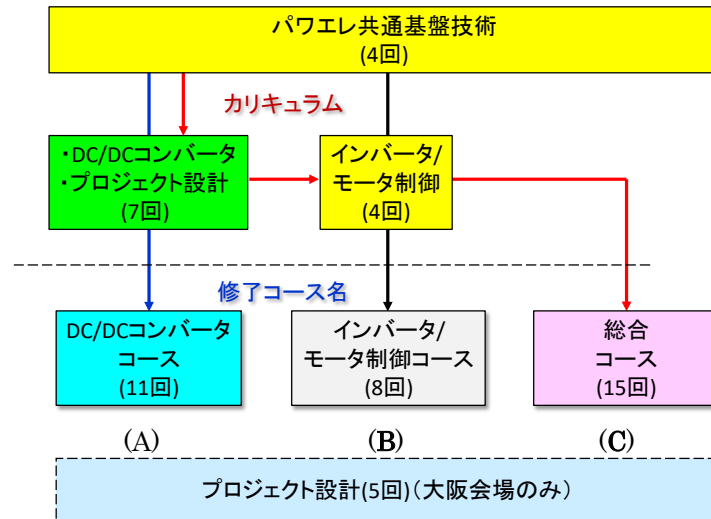 パワエレ共通基盤技術
(4回)
カリキュラム
・DC/DCコンバータ
・プロジェクト設計
(7回)
インバータ/
モータ制御
(4回)
修了コース名
DC/DCコンバータ
コース
(11回)
インバータ/
モータ制御コース
(8回)
総合
コース
(15回)
(A)
(B)
(C)
プロジェクト設計(5回)(大阪会場のみ)